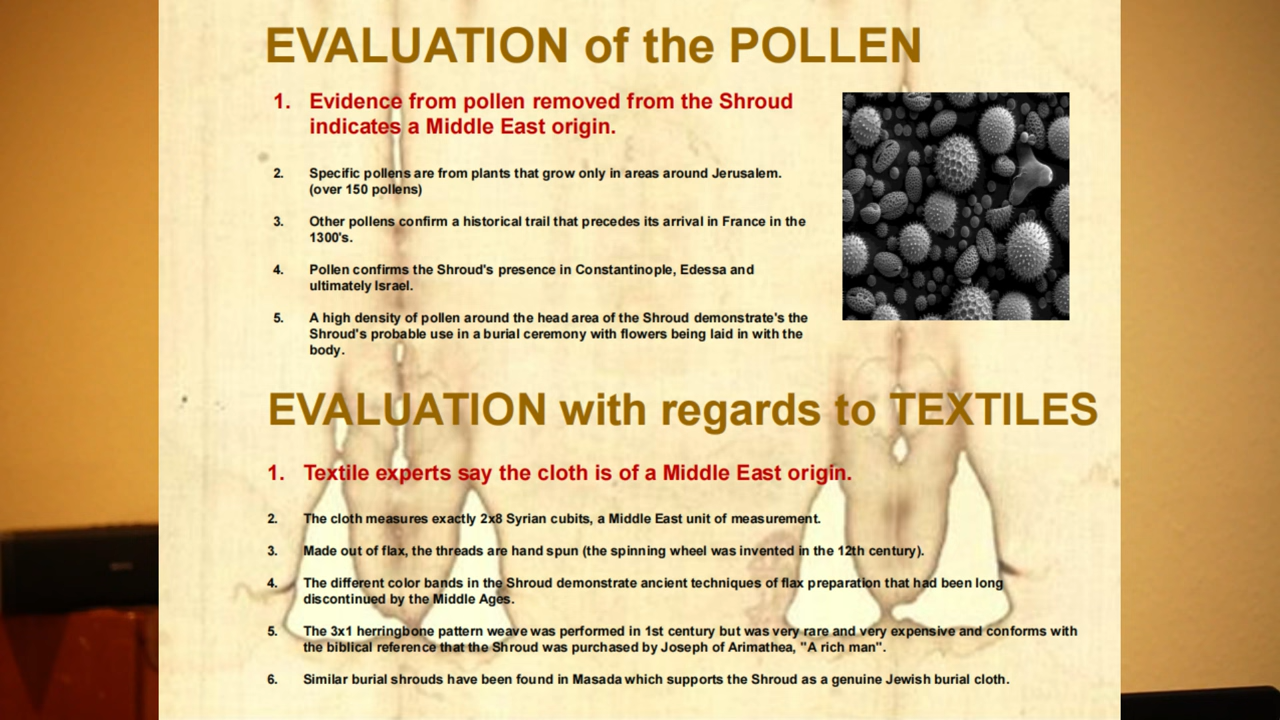 EVALUATION of the POLLEN
1. Evidence from pollen removed from the Shroud
indicates a Middle East origin.
2. Specific pollens are from plants that grow only in areas around Jerusalem.
(over 150 pollens)
3. Other pollens confirm a historical trail that precedes its arrival in France in the
1300's.
4. Pollen confirms the Shroud's presence in Constantinople, Edessa and
ultimately Israel.
5. A high density of pollen around the head area of the Shroud demonstrate's the
Shroud's probable use in a burial ceremony with flowers being laid in with the
body.
EVALUATION with regards to TEXTILES
1. Textile experts say the cloth is of a Middle East origin.
2. The cloth measures exactly 2x8 Syrian cubits, a Middle East unit of measurement.
3. Made out of flax, the threads are hand spun (the spinning wheel was invented in the 12th century).
4. The different color bands in the Shroud demonstrate ancient techniques of flax preparation that had been long
discontinued by the Middle Ages.
5. The 3x1 herringbone pattern weave was performed in 1st century but was very rare and very expensive and conforms with
the biblical reference that the Shroud was purchased by Joseph of Arimathea, "A rich man".
6. Similar burial shrouds have been found in Masada which supports the Shroud as a genuine Jewish burial cloth.